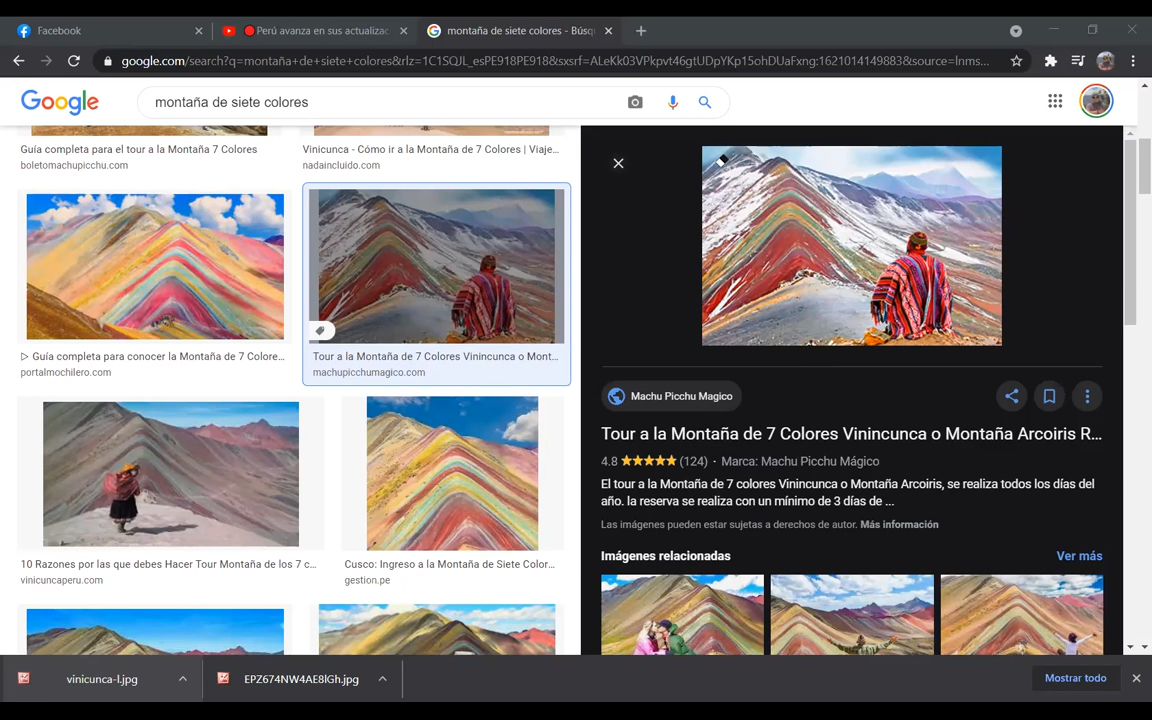 Facebook
Perú avanza en sus actualizac
montaña de siete colores - Búsq
google.com/search?q=montaña+de+siete+colores&rlz=1C1SQJL_esPE918PE918&sxsrf=ALeKk03VPkpvt46gtUDpYKp15ohDUaFxng:1621014149883&source=lnms...
Google
montaña de siete colores
Guía completa para el tour a la Montaña 7 Colores
boletomachupicchu.com
Vinicunca - Cómo ir a la Montaña de 7 Colores | Viaje...
nadaincluido.com
▷ Guía completa para conocer la Montaña de 7 Colore...
portalmochilero.com
Tour a la Montaña de 7 Colores Vinincunca o Mont...
machupicchumagico.com
10 Razones por las que debes Hacer Tour Montaña de los 7 c...
vinicuncaperu.com
Cusco: Ingreso a la Montaña de Siete Color...
gestion.pe
Machu Picchu Magico
Tour a la Montaña de 7 Colores Vinincunca o Montaña Arcoiris R...
4.8 ★★★★★ (124) · Marca: Machu Picchu Mágico
El tour a la Montaña de 7 colores Vinincunca o Montaña Arcoiris, se realiza todos los días del
año. la reserva se realiza con un mínimo de 3 días de ...
Las imágenes pueden estar sujetas a derechos de autor. Más información
Imágenes relacionadas
Ver más
vinicunca-l.jpg
EPZ674NW4AE8lGh.jpg
Mostrar todo